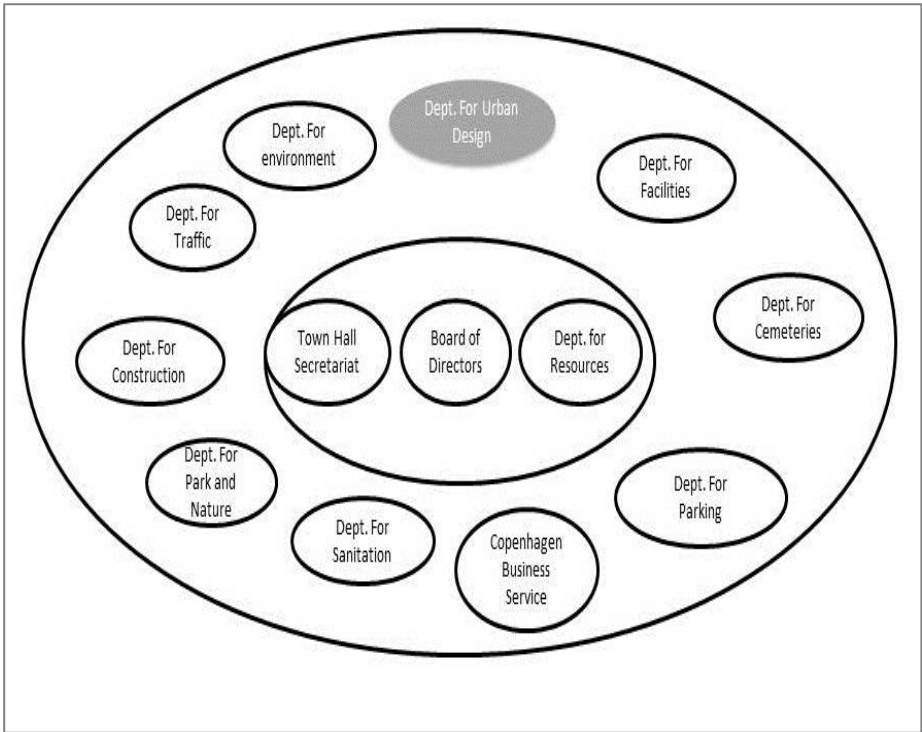 Dept. For Urban
Design
Dept. For
environment
Dept. For
Facilities
Dept. For
Traffic
Dept. For
Cemeteries
Town Hall
Secretariat
Board of
Directors
Dept. for
Resources
Dept. For
Construction
Dept. For
Park and
Nature
Dept. For
Parking
Dept. For
Sanitation
Copenhagen
Business
Service